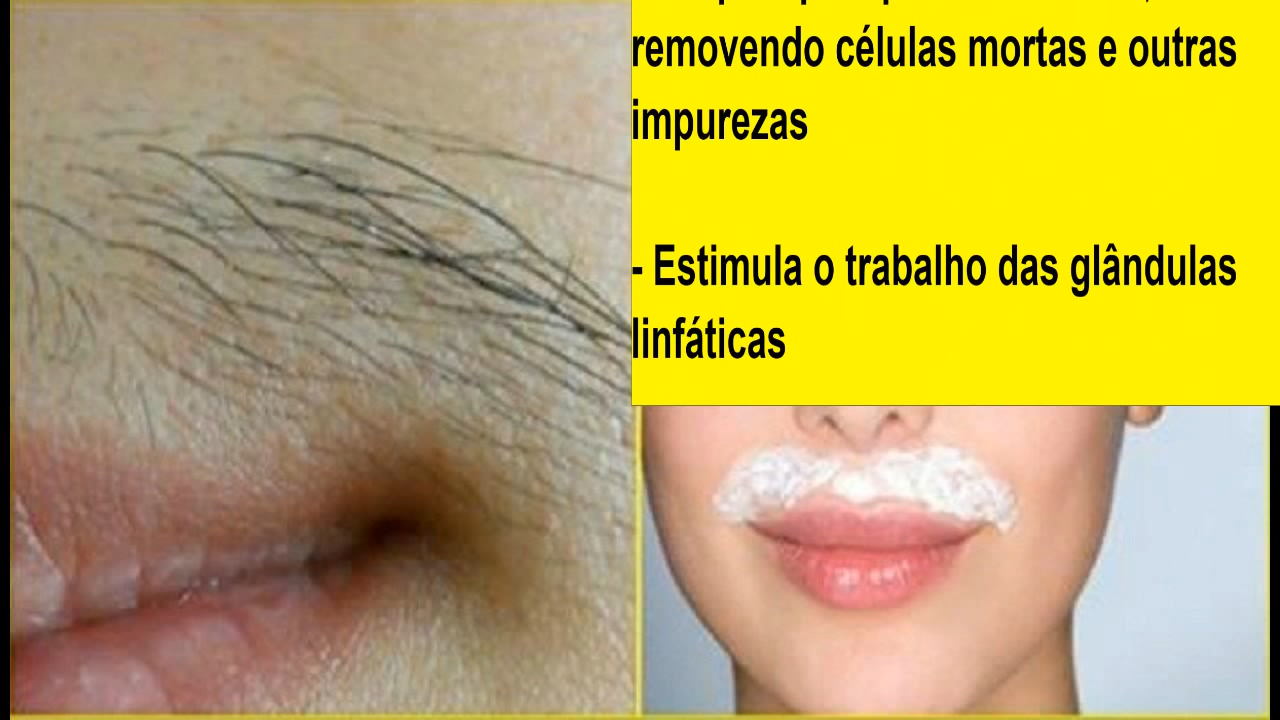 removendo células mortas e outras
impurezas
- Estimula o trabalho das glândulas
linfáticas